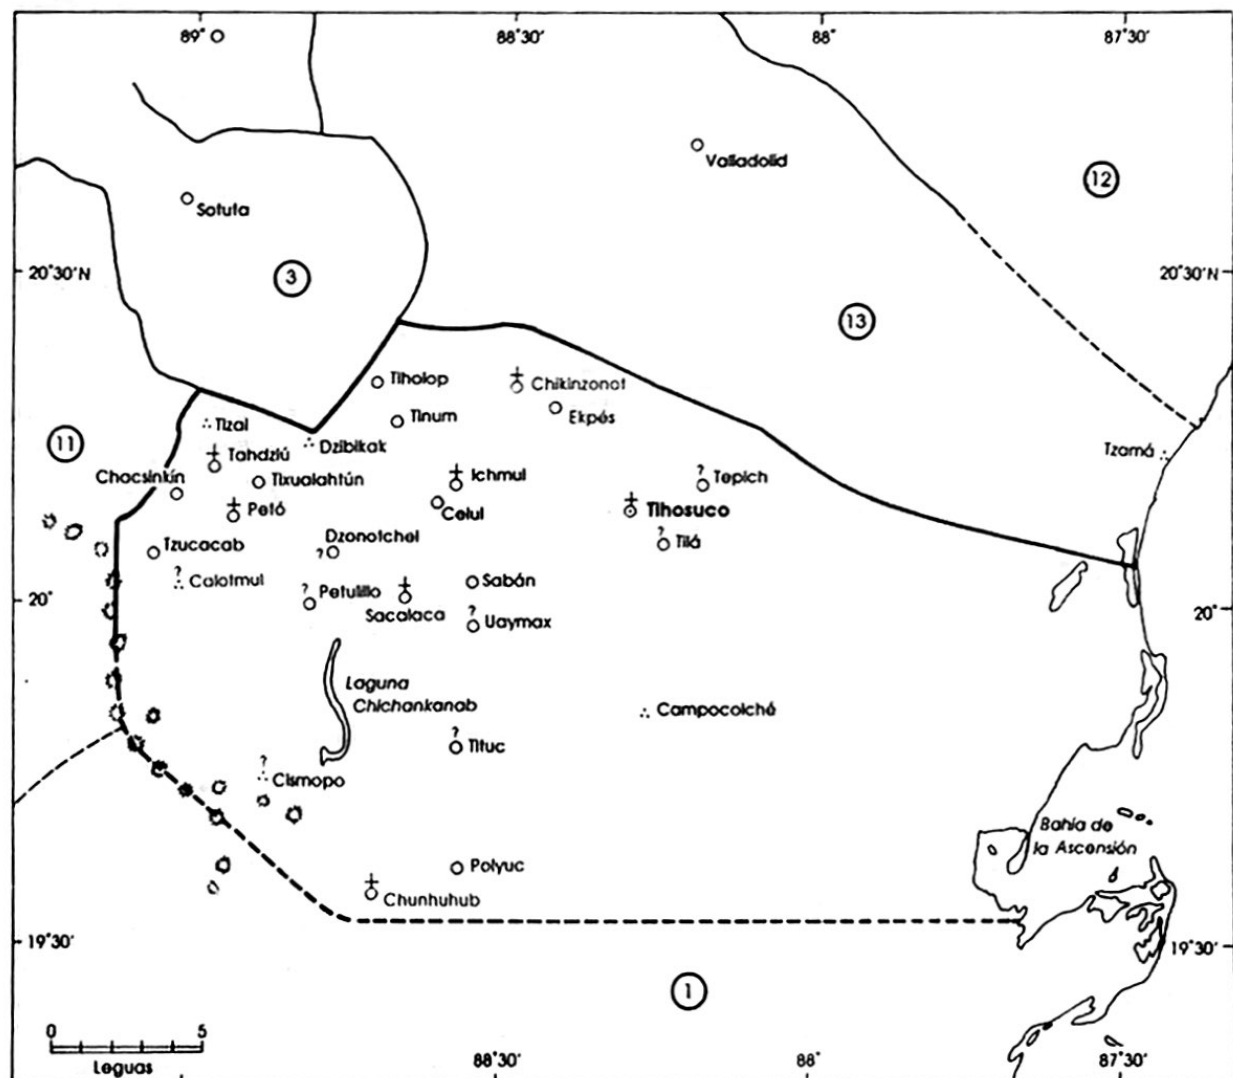 89°
88°30'
88°
87°30'
Valladolid
12
Sotuta
20°30'N
3
20°30'N
13
Tiholop
Chikinzonot
Ekpés
Tinum
Tizal
11
Dzibikak
Tzamá
Tahdziú
Chacsinkín
Tixualahtún
Ichmul
Tepich
Petó
Celul
Tihosuco
Dzonotchel
?
?
Tilá
Tzucacab
?
Calotmul
?
Petulillo
Sabán
20°
Sacalaca
?
Uaymax
20°
Laguna
Chichankanab
Campocolché
?
Tituc
?
Cismopo
Bahía de
la Ascensión
Polyuc
Chunhuhub
19°30'
19°30'
1
0 5
Leguas
88°30'
88°
87°30'